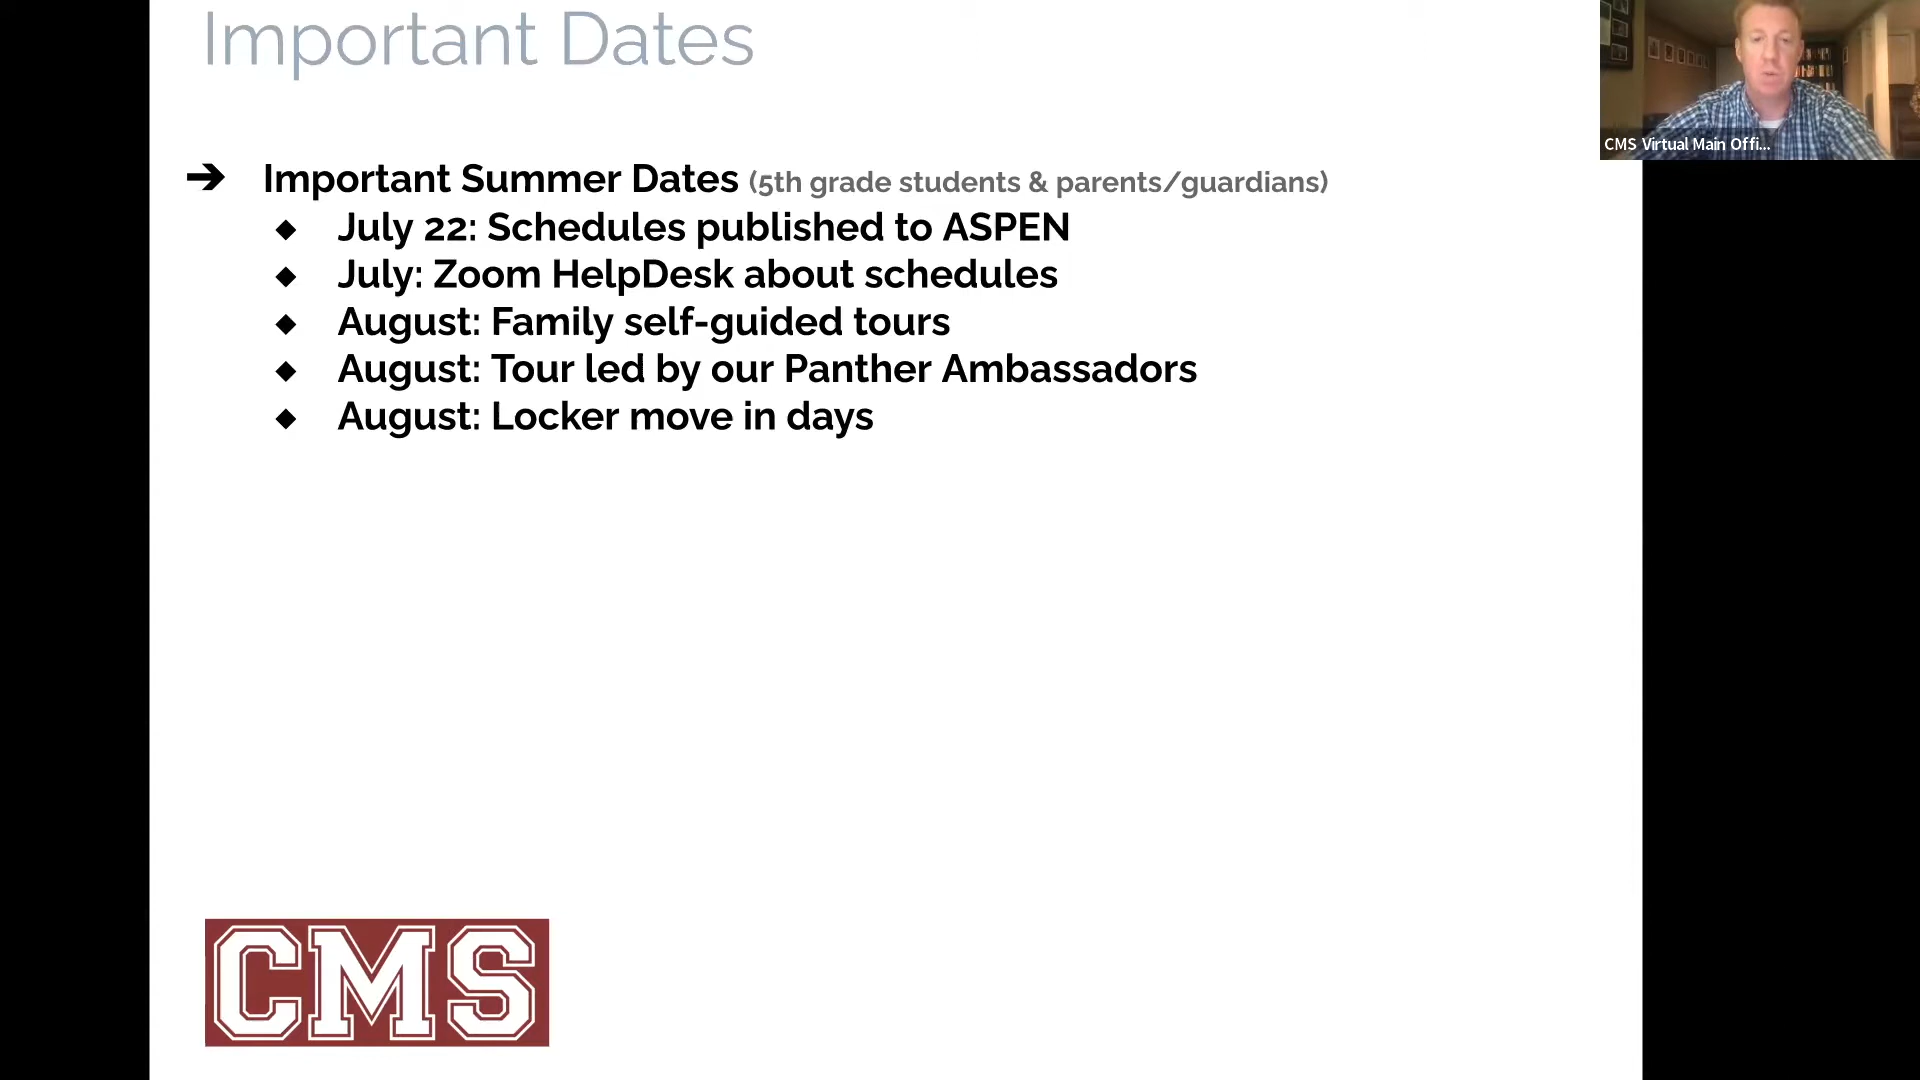 Important Dates
CMS Virtual Main Offi...
➔ Important Summer Dates (5th grade students & parents/guardians)
◆ July 22: Schedules published to ASPEN
◆ July: Zoom HelpDesk about schedules
◆ August: Family self-guided tours
◆ August: Tour led by our Panther Ambassadors
◆ August: Locker move in days
CMS